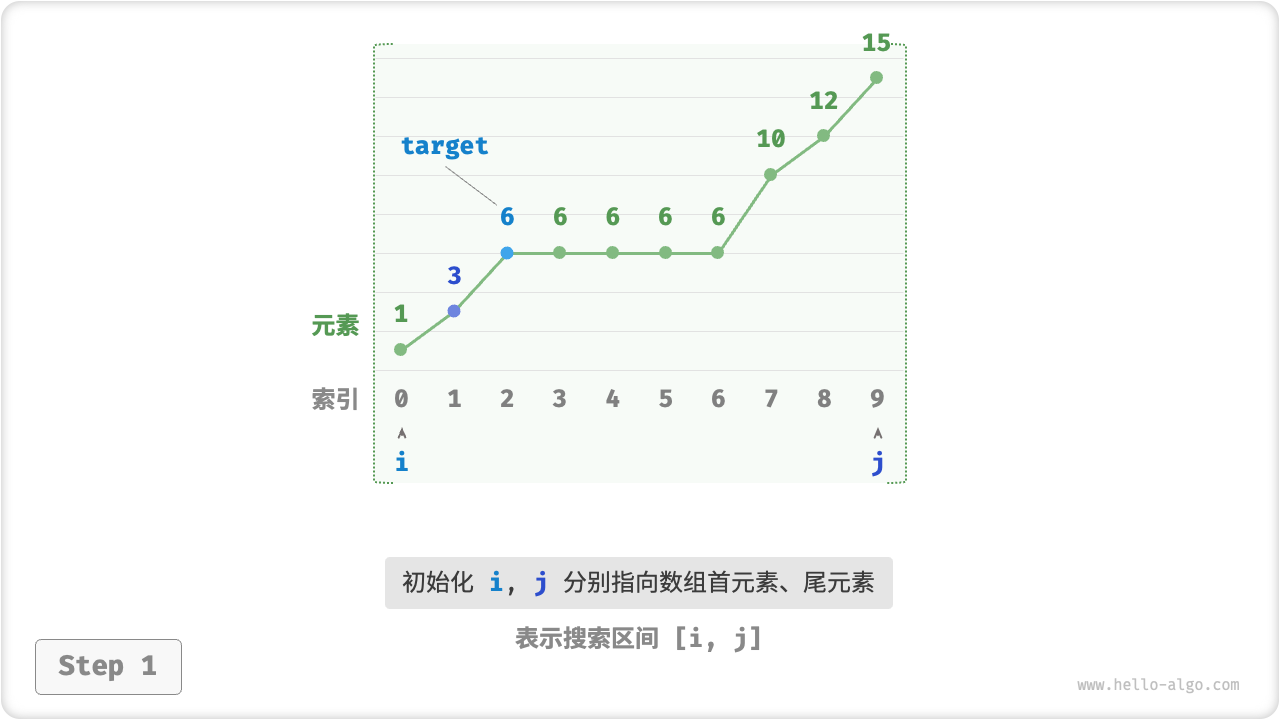 15
12
10
target
6 6 6 6 6
3
1
元素
索引 0 1 2 3 4 5 6 7 8 9
i j
初始化 i, j 分别指向数组首元素、尾元素
表示搜索区间 [i, j]
Step 1
www.hello-algo.com